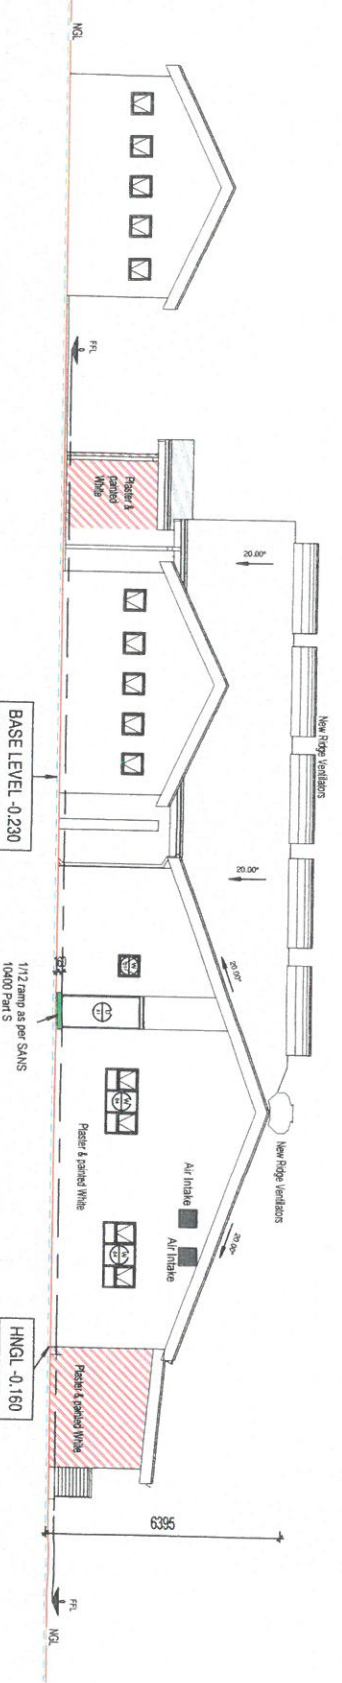 NGL
FFL
Plaster &
painted
White
20.00°
New Ridge Ventilators
BASE LEVEL -0.230
20.00°
20.00°
1/12 ramp as per SANS
10400 Part S
Plaster & painted White
New Ridge Ventilators
Air Intake
Air Intake
20.00°
HNGL -0.160
Plaster & painted White
6395
FFL
NGL